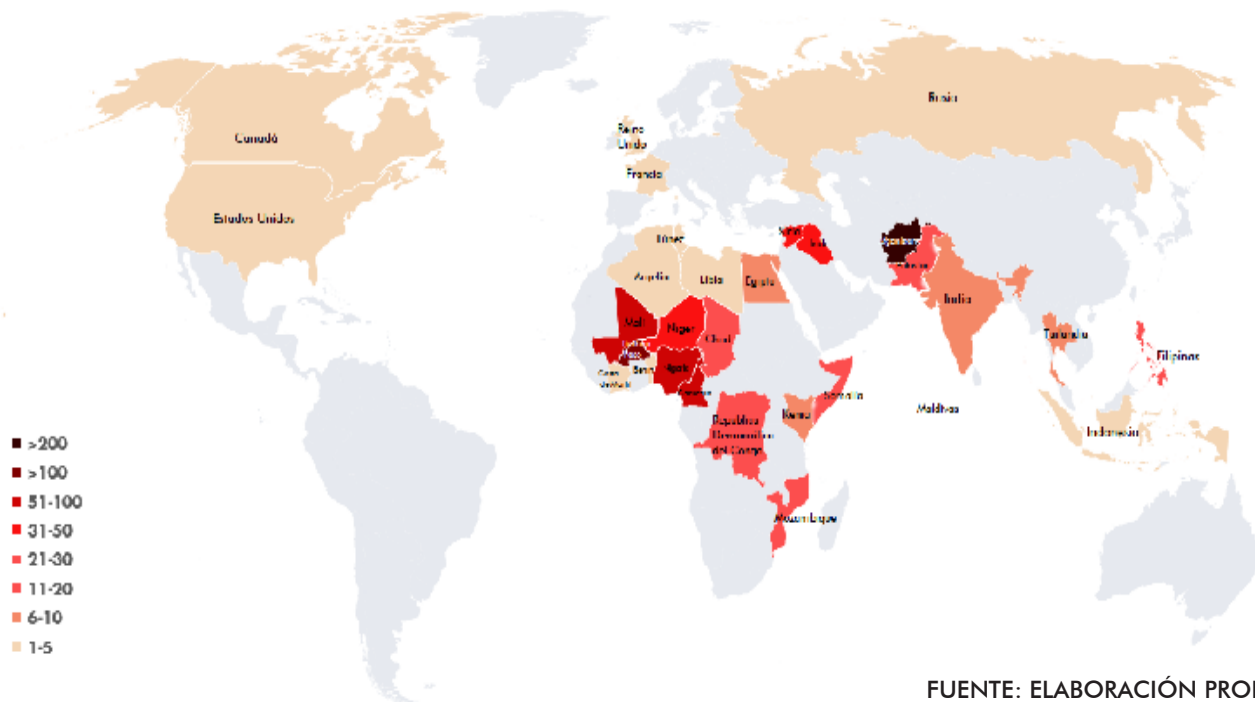 Rusia
Canadá
Reino
Unido
Francia
Estados Unidos
Túnez
Siria
Irak
Argelia
Libia
Egipto
India
Mali
Níger
Chad
Tailandia
Filipinas
Somalia
Kenia
Maldivas
República
Democrática
del Congo
Indonesia
Mozambique
>200
>100
51-100
31-50
21-30
11-20
6-10
1-5
FUENTE: ELABORACIÓN